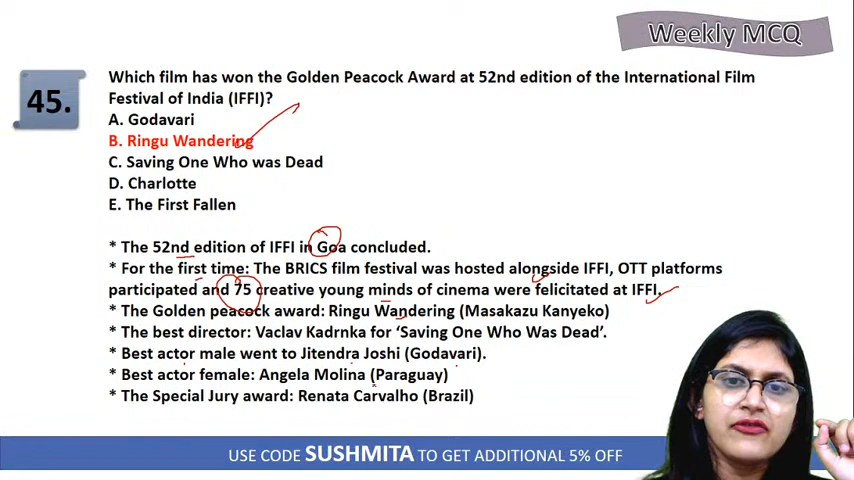 Weekly MCQ
45.
Which film has won the Golden Peacock Award at 52nd edition of the International Film
Festival of India (IFFI)?
A. Godavari
B. Ringu Wandering
C. Saving One Who was Dead
D. Charlotte
E. The First Fallen
* The 52nd edition of IFFI in Goa concluded.
* For the first time: The BRICS film festival was hosted alongside IFFI, OTT platforms
participated and 75 creative young minds of cinema were felicitated at IFFI.
* The Golden peacock award: Ringu Wandering (Masakazu Kanyeko)
* The best director: Vaclav Kadrnka for ‘Saving One Who Was Dead’.
* Best actor male went to Jitendra Joshi (Godavari).
* Best actor female: Angela Molina (Paraguay)
* The Special Jury award: Renata Carvalho (Brazil)
USE CODE SUSHMITA TO GET ADDITIONAL 5% OFF